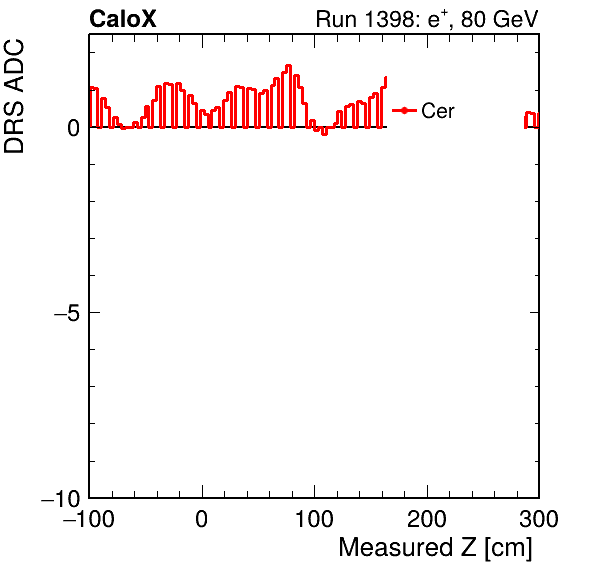 CaloX Run 1398: e⁺, 80 GeV
DRS ADC
Cer
0
−5
−10
−100 0 100 200 300
Measured Z [cm]